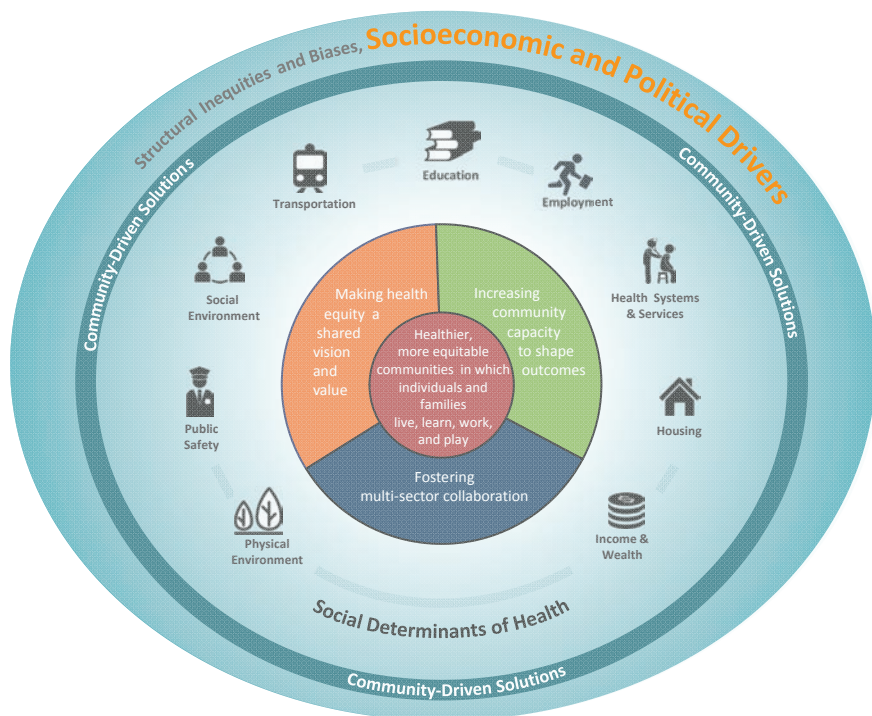 Structural Inequities and Biases, Socioeconomic and Political Drivers
Community-Driven Solutions
Community-Driven Solutions
Education
Transportation
Employment
Social
Environment
Health Systems
& Services
Public
Safety
Housing
Physical
Environment
Income &
Wealth
Making health
equity a
shared
vision
and
value
Increasing
community
capacity
to shape
outcomes
Healthier,
more equitable
communities in which
individuals and
families
live, learn, work,
and play
Fostering
multi-sector collaboration
Social Determinants of Health
Community-Driven Solutions